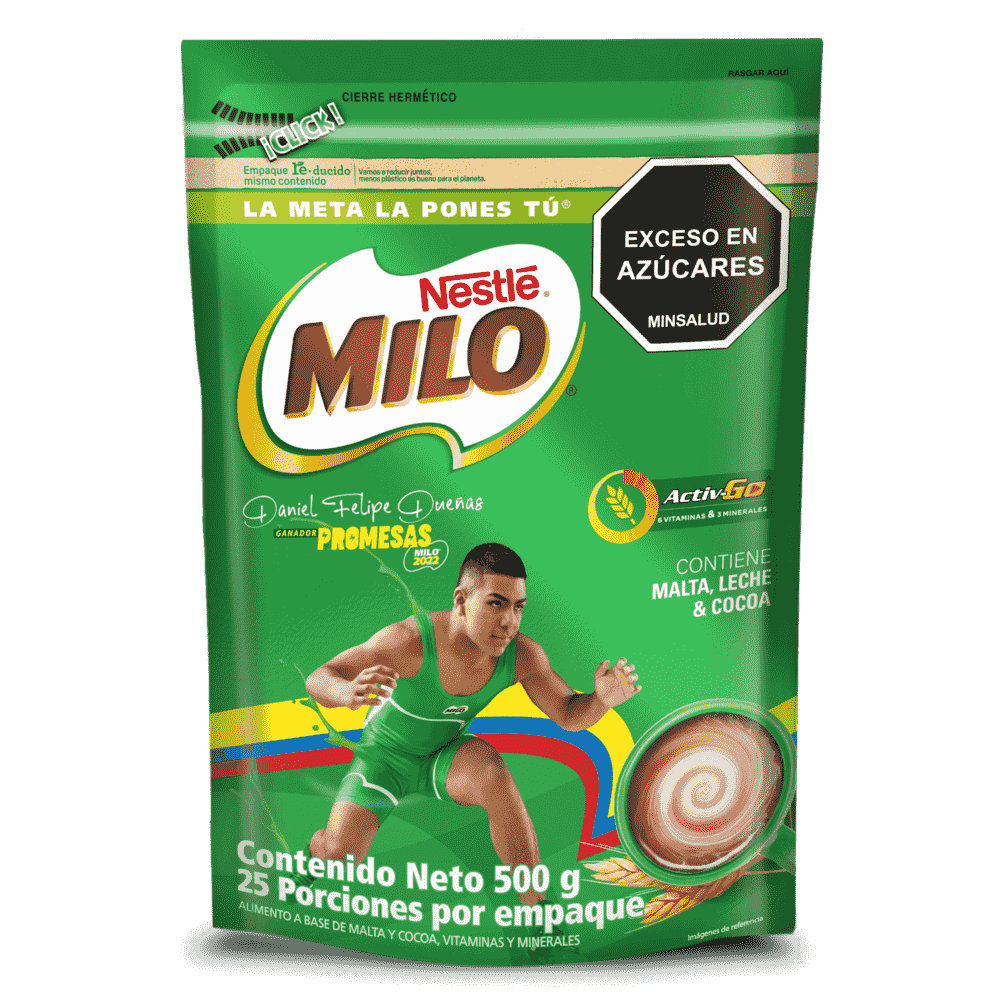 RASGAR AQUÍ
CIERRE HERMÉTICO
¡CLICK!
Empaque re·ducido
mismo contenido
Vamos a reducir juntos,
menos plástico es bueno para el planeta.
LA META LA PONES TÚ®
EXCESO EN
AZÚCARES
MINSALUD
Nestlé®
MILO®
Daniel Felipe Dueñas
GANADOR PROMESAS
MILO®
2022
Activ-GO
6 VITAMINAS & 3 MINERALES
CONTIENE
MALTA, LECHE
& COCOA
MILO
Contenido Neto 500 g
25 Porciones por empaque
ALIMENTO A BASE DE MALTA Y COCOA, VITAMINAS Y MINERALES
Imágenes de referencia